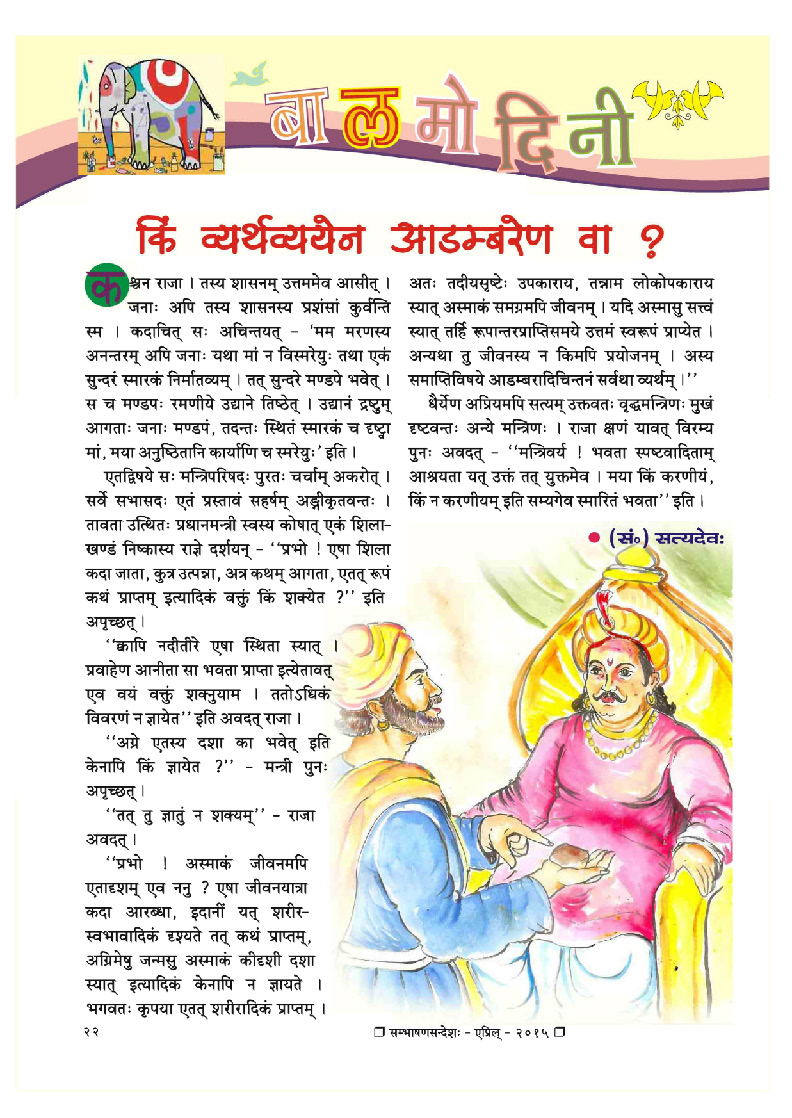 बालमोदिनी
किं व्यर्थव्ययेन आडम्बरेण वा ?
कश्चन राजा । तस्य शासनम् उत्तममेव आसीत् ।
जनाः अपि तस्य शासनस्य प्रशंसां कुर्वन्ति
स्म । कदाचित् सः अचिन्तयत् – ‘मम मरणस्य
अनन्तरम् अपि जनाः यथा मां न विस्मरेयुः तथा एकं
सुन्दरं स्मारकं निर्मातव्यम् । तत् सुन्दरे मण्डपे भवेत् ।
स च मण्डपः रमणीये उद्याने तिष्ठेत् । उद्यानं द्रष्टुम्
आगताः जनाः मण्डपं, तदन्तः स्थितं स्मारकं च दृष्ट्वा
मां, मया अनुष्ठितानि कार्याणि च स्मरेयुः’ इति ।
एतद्विषये सः मन्त्रिपरिषदः पुरतः चर्चाम् अकरोत् ।
सर्वे सभासदः एतं प्रस्तावं सहर्षम् अङ्गीकृतवन्तः ।
तावता उत्थितः प्रधानमन्त्री स्वस्य कोषात् एकं शिला-
खण्डं निष्कास्य राज्ञे दर्शयन् – ‘‘प्रभो ! एषा शिला
कदा जाता, कुत्र उत्पन्ना, अत्र कथम् आगता, एतत् रूपं
कथं प्राप्तम् इत्यादिकं वक्तुं किं शक्येत ?’’ इति
अपृच्छत् ।
‘‘क्वापि नदीतीरे एषा स्थिता स्यात् ।
प्रवाहेण आनीता सा भवता प्राप्ता इत्येतावत्
एव वयं वक्तुं शक्नुयाम । ततोऽधिकं
विवरणं न ज्ञायेत’’ इति अवदत् राजा ।
‘‘अग्रे एतस्य दशा का भवेत् इति
केनापि किं ज्ञायेत ?’’ – मन्त्री पुनः
अपृच्छत् ।
‘‘तत् तु ज्ञातुं न शक्यम्’’ – राजा
अवदत् ।
‘‘प्रभो ! अस्माकं जीवनमपि
एतादृशम् एव ननु ? एषा जीवनयात्रा
कदा आरब्धा, इदानीं यत् शरीर-
स्वभावादिकं दृश्यते तत् कथं प्राप्तम्,
अग्रिमेषु जन्मसु अस्माकं कीदृशी दशा
स्यात् इत्यादिकं केनापि न ज्ञायते ।
भगवतः कृपया एतत् शरीरादिकं प्राप्तम् ।
अतः तदीयसृष्टेः उपकाराय, तन्नाम लोकोपकाराय
स्यात् अस्माकं समग्रमपि जीवनम् । यदि अस्मासु सत्त्वं
स्यात् तर्हि रूपान्तरप्राप्तिसमये उत्तमं स्वरूपं प्राप्येत ।
अन्यथा तु जीवनस्य न किमपि प्रयोजनम् । अस्य
समाप्तिविषये आडम्बरादिचिन्तनं सर्वथा व्यर्थम् ।’’
धैर्येण अप्रियमपि सत्यम् उक्तवतः वृद्धमन्त्रिणः मुखं
दृष्टवन्तः अन्ये मन्त्रिणः । राजा क्षणं यावत् विरम्य
पुनः अवदत् – ‘‘मन्त्रिवर्य ! भवता स्पष्टवादिताम्
आश्रयता यत् उक्तं तत् युक्तमेव । मया किं करणीयं,
किं न करणीयम् इति सम्यगेव स्मारितं भवता’’ इति ।
● (सं०) सत्यदेवः
२२
❐ सम्भाषणसन्देशः – एप्रिल् – २०१५ ❐